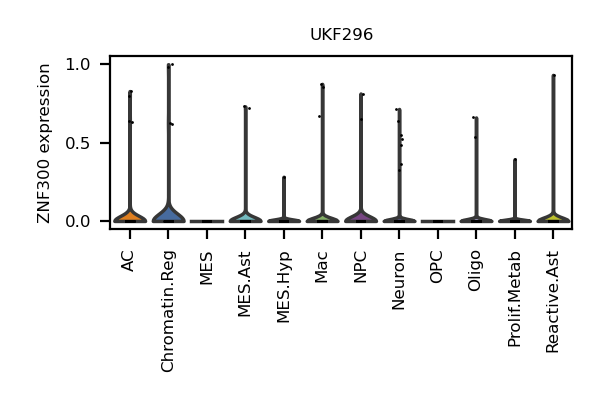 UKF296
ZNF300 expression
1.0
0.5
0.0
AC
Chromatin.Reg
MES
MES.Ast
MES.Hyp
Mac
NPC
Neuron
OPC
Oligo
Prolif.Metab
Reactive.Ast